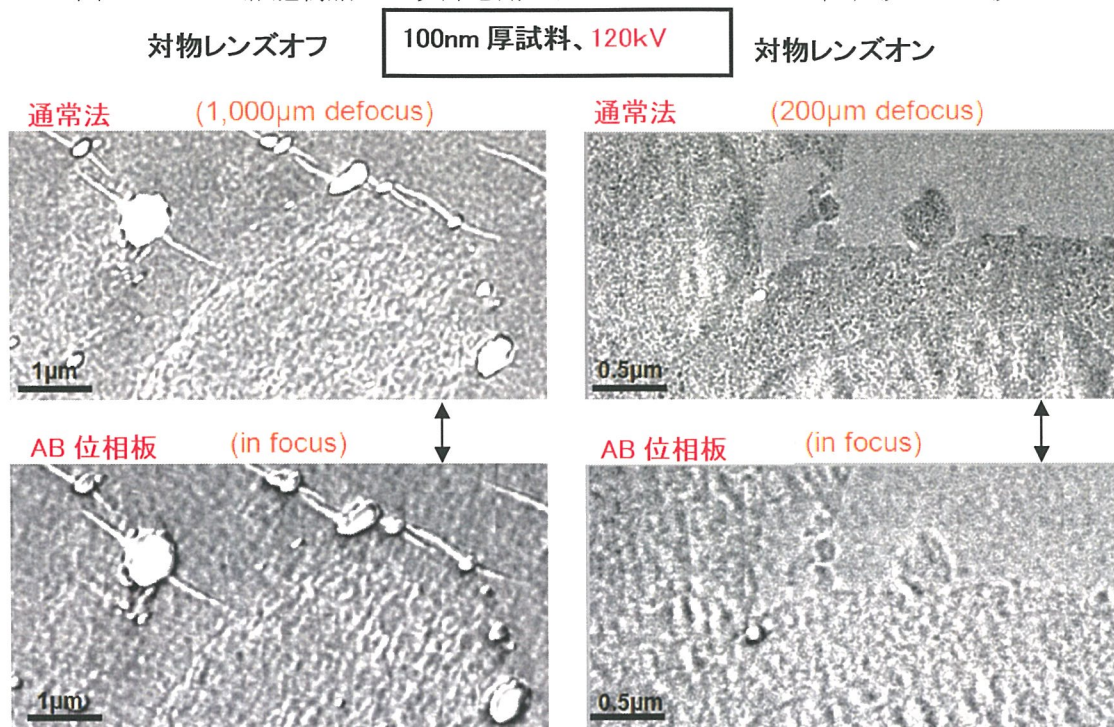 対物レンズオフ
100nm 厚試料、120kV
対物レンズオン
通常法 (1,000μm defocus)
通常法 (200μm defocus)
1μm
0.5μm
AB 位相板 (in focus)
AB 位相板 (in focus)
1μm
0.5μm